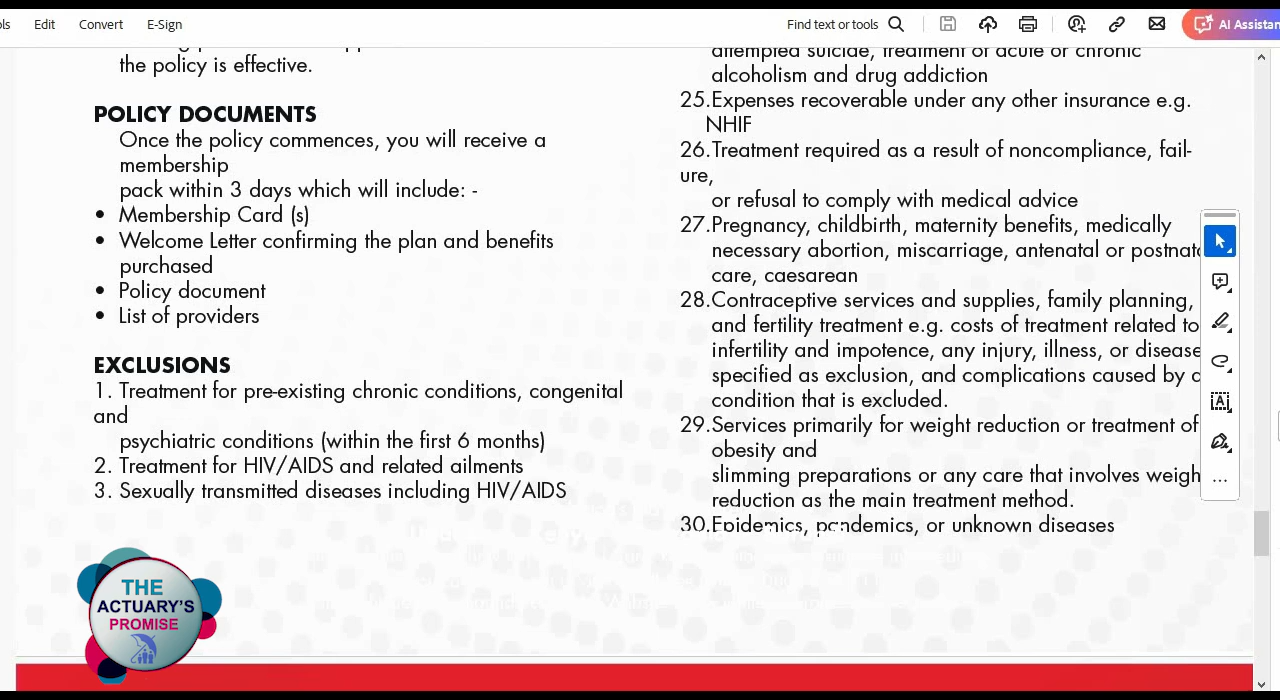 Edit
Convert
E-Sign
Find text or tools
the policy is effective.
POLICY DOCUMENTS
Once the policy commences, you will receive a
membership
pack within 3 days which will include: -
• Membership Card (s)
• Welcome Letter confirming the plan and benefits
purchased
• Policy document
• List of providers
EXCLUSIONS
1. Treatment for pre-existing chronic conditions, congenital
and
psychiatric conditions (within the first 6 months)
2. Treatment for HIV/AIDS and related ailments
3. Sexually transmitted diseases including HIV/AIDS
attempted suicide, treatment of acute or chronic
alcoholism and drug addiction
25.Expenses recoverable under any other insurance e.g.
NHIF
26.Treatment required as a result of noncompliance, fail-
ure,
or refusal to comply with medical advice
27.Pregnancy, childbirth, maternity benefits, medically
necessary abortion, miscarriage, antenatal or
care, caesarean
28.Contraceptive services and supplies, family planning,
and fertility treatment e.g. costs of treatment related to
infertility and impotence, any injury, illness, or disease
specified as exclusion, and complications caused by
condition that is excluded.
29.Services primarily for weight reduction or treatment of
obesity and
slimming preparations or any care that involves
reduction as the main treatment method.
30.Epidemics, pandemics, or unknown diseases
THE
ACTUARY'S
PROMISE